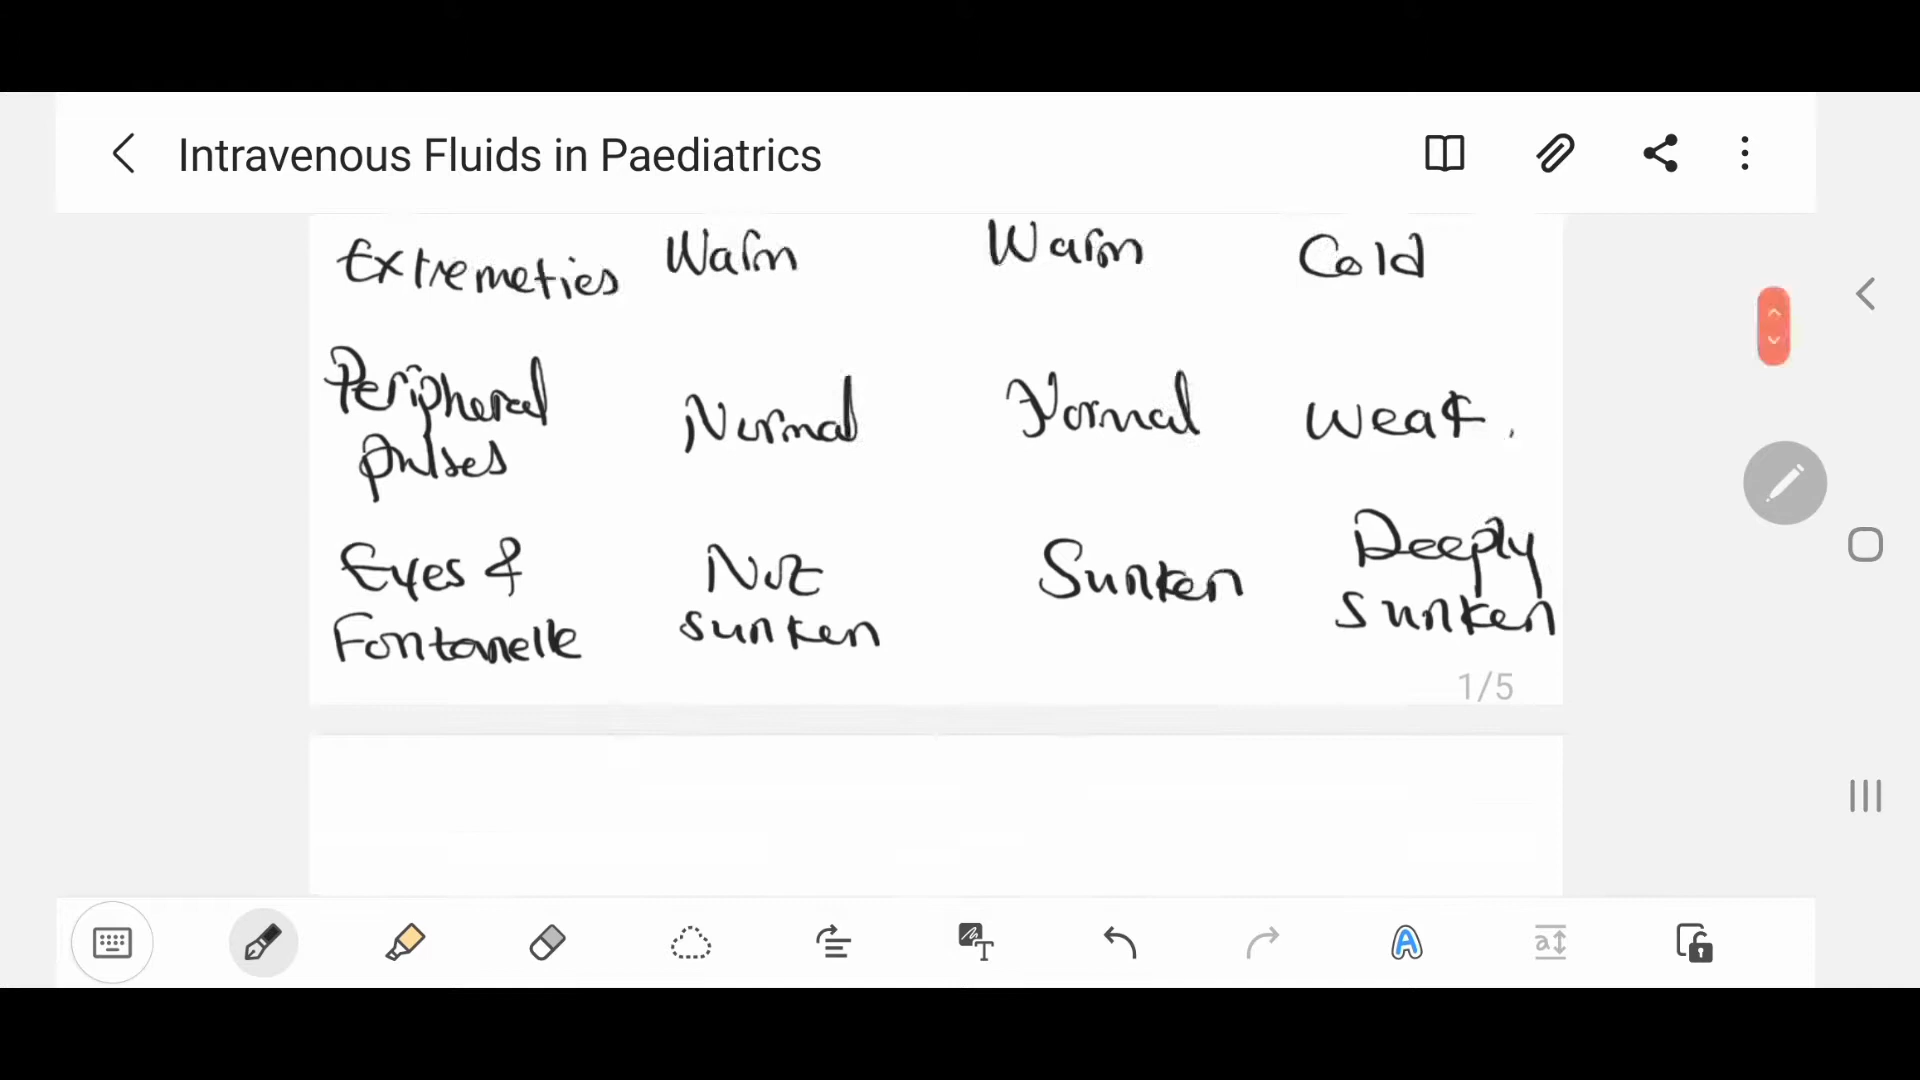 Intravenous Fluids in Paediatrics
Extremeties Warm Warm Cold
Peripheral pulses Normal Normal Weak.
Eyes & Fontanelle Not sunken Sunken Deeply sunken
1/5